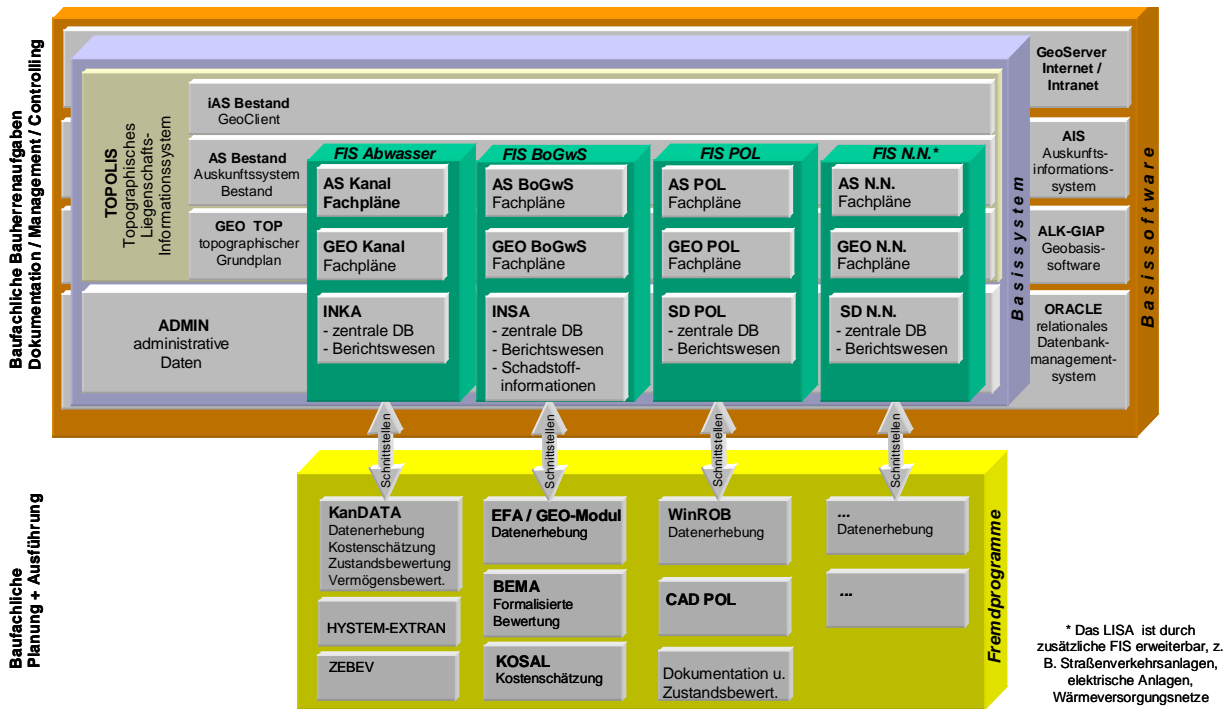 Baufachliche Bauherrenaufgaben
Dokumentation / Management / Controlling
TOPOLIS
Topographisches
Liegenschafts-
Informationssystem
iAS Bestand
GeoClient
AS Bestand
Auskunftssystem
Bestand
GEO TOP
topographischer
Grundplan
ADMIN
administrative
Daten
FIS Abwasser
AS Kanal
Fachpläne
GEO Kanal
Fachpläne
INKA
- zentrale DB
- Berichtswesen
FIS BoGwS
AS BoGwS
Fachpläne
GEO BoGwS
Fachpläne
INSA
- zentrale DB
- Berichtswesen
- Schadstoff-
informationen
FIS POL
AS POL
Fachpläne
GEO POL
Fachpläne
SD POL
- zentrale DB
- Berichtswesen
FIS N.N.*
AS N.N.
Fachpläne
GEO N.N.
Fachpläne
SD N.N.
- zentrale DB
- Berichtswesen
Basissystem
GeoServer
Internet /
Intranet
AIS
Auskunfts-
informations-
system
ALK-GIAP
Geobasis-
software
ORACLE
relationales
Datenbank-
management-
system
Basissoftware
Schnittstellen
Schnittstellen
Schnittstellen
Schnittstellen
Baufachliche
Planung + Ausführung
KanDATA
Datenerhebung
Kostenschätzung
Zustandsbewertung
Vermögensbewert.
HYSTEM-EXTRAN
ZEBEV
EFA / GEO-Modul
Datenerhebung
BEMA
Formalisierte
Bewertung
KOSAL
Kostenschätzung
WinROB
Datenerhebung
CAD POL
Dokumentation u.
Zustandsbewert.
...
Datenerhebung
...
Fremdprogramme
* Das LISA ist durch
zusätzliche FIS erweiterbar, z.
B. Straßenverkehrsanlagen,
elektrische Anlagen,
Wärmeversorgungsnetze